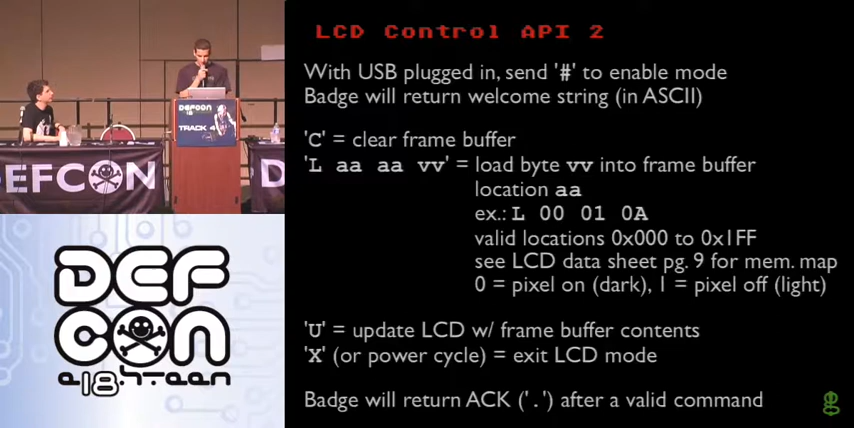 LCD Control API 2
With USB plugged in, send '#' to enable mode
Badge will return welcome string (in ASCII)
'C' = clear frame buffer
'L aa aa vv' = load byte vv into frame buffer
location aa
ex.: L 00 01 0A
valid locations 0x000 to 0x1FF
see LCD data sheet pg. 9 for mem. map
0 = pixel on (dark), 1 = pixel off (light)
'U' = update LCD w/ frame buffer contents
'X' (or power cycle) = exit LCD mode
Badge will return ACK ('.') after a valid command
DEFCON
18
TRACK 4
DEFCON
D
DEF
CON
e18.hteen